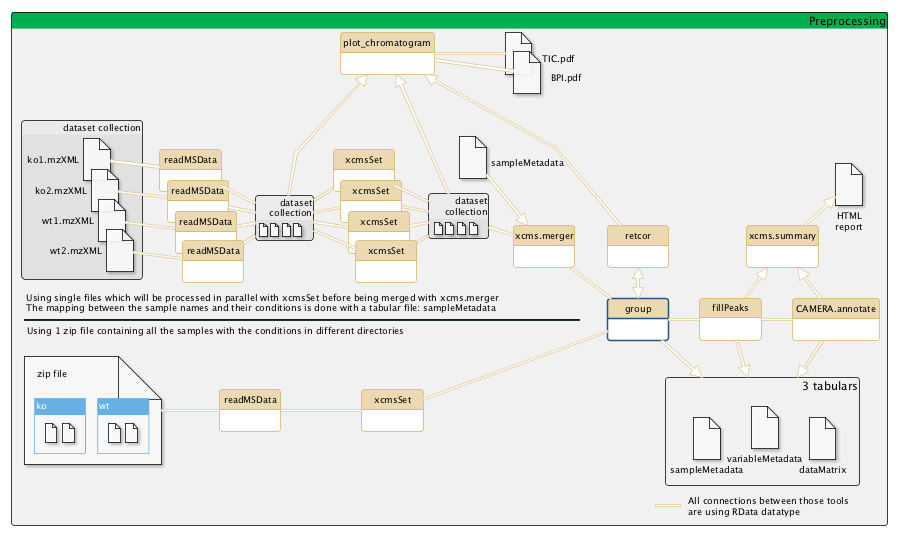 Preprocessing
plot_chromatogram
TIC.pdf
BPI.pdf
dataset collection
ko1.mzXML
ko2.mzXML
wt1.mzXML
wt2.mzXML
readMSData
readMSData
readMSData
readMSData
dataset
collection
xcmsSet
xcmsSet
xcmsSet
xcmsSet
dataset
collection
sampleMetadata
xcms.merger
retcor
xcms.summary
HTML
report
group
fillPeaks
CAMERA.annotate
Using single files which will be processed in parallel with xcmsSet before being merged with xcms.merger
The mapping between the sample names and their conditions is done with a tabular file: sampleMetadata
Using 1 zip file containing all the samples with the conditions in different directories
zip file
ko
wt
readMSData
xcmsSet
3 tabulars
sampleMetadata
variableMetadata
dataMatrix
All connections between those tools
are using RData datatype